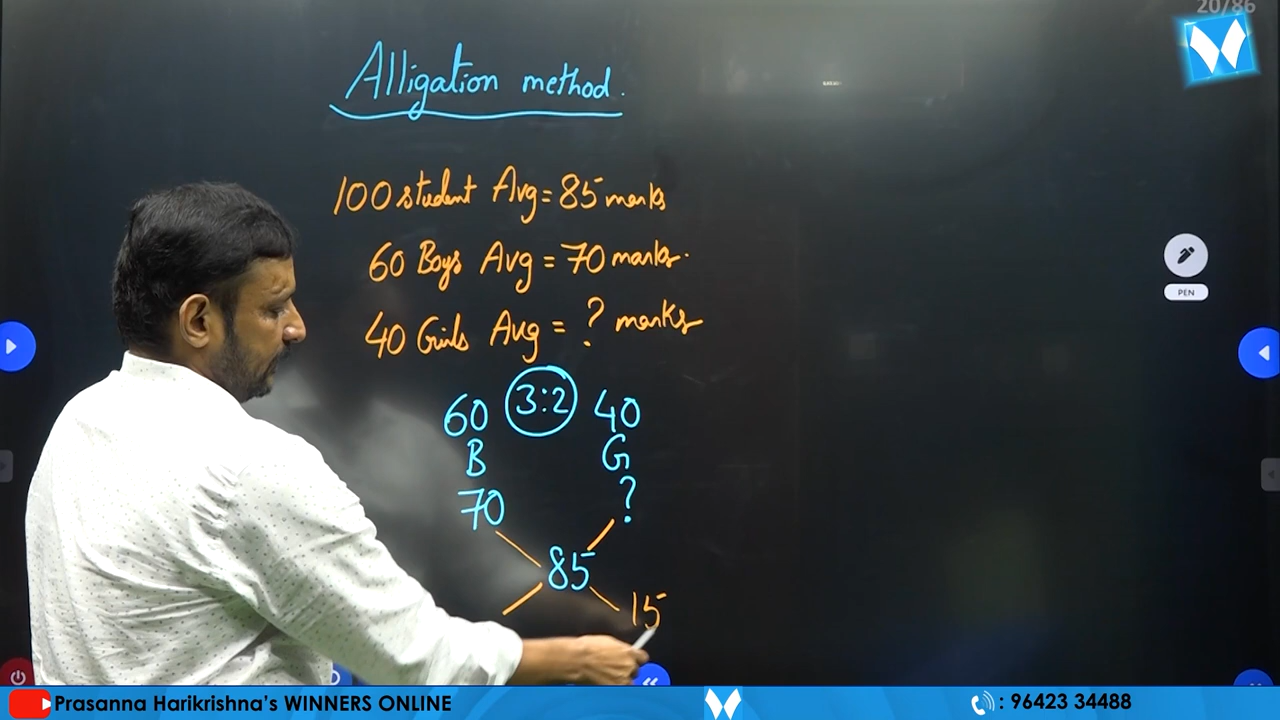 20/86
Alligation method.
100 student Avg = 85 marks
60 Boys Avg = 70 marks.
40 Girls Avg = ? marks
60 3:2 40
B G
70 ?
85
15
PEN
Prasanna Harikrishna's WINNERS ONLINE
: 96423 34488